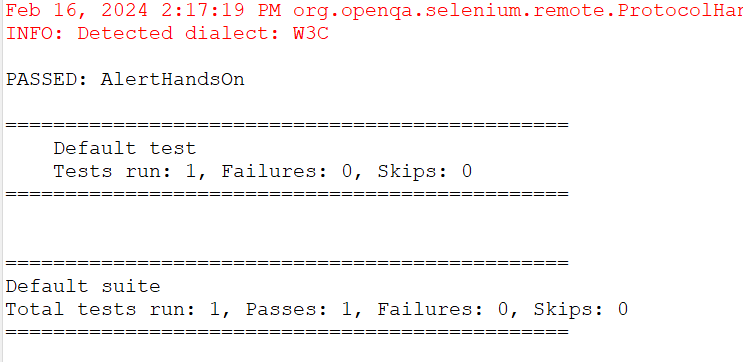 Feb 16, 2024 2:17:19 PM org.openqa.selenium.remote.ProtocolHan
INFO: Detected dialect: W3C
PASSED: AlertHandsOn
===============================================
Default test
Tests run: 1, Failures: 0, Skips: 0
===============================================
===============================================
Default suite
Total tests run: 1, Passes: 1, Failures: 0, Skips: 0
===============================================